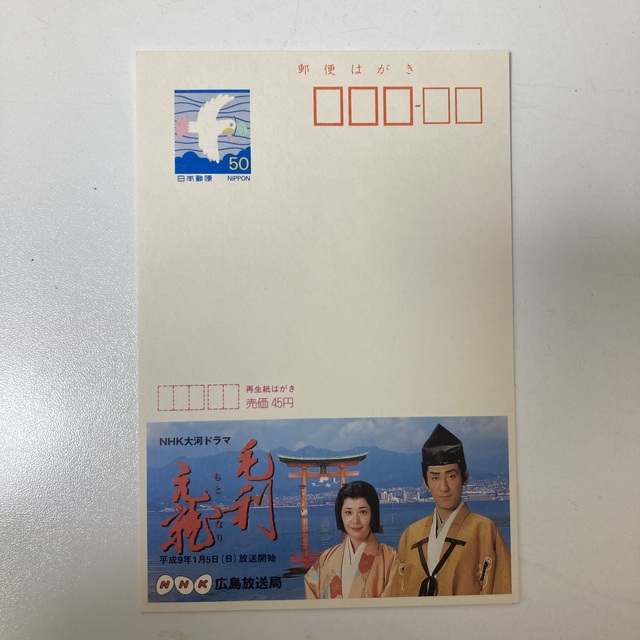 郵便はがき
50
日本郵便 NIPPON
再生紙はがき
売価 45円
NHK大河ドラマ
毛利
元就
もとなり
平成9年1月5日(日)放送開始
NHK 広島放送局